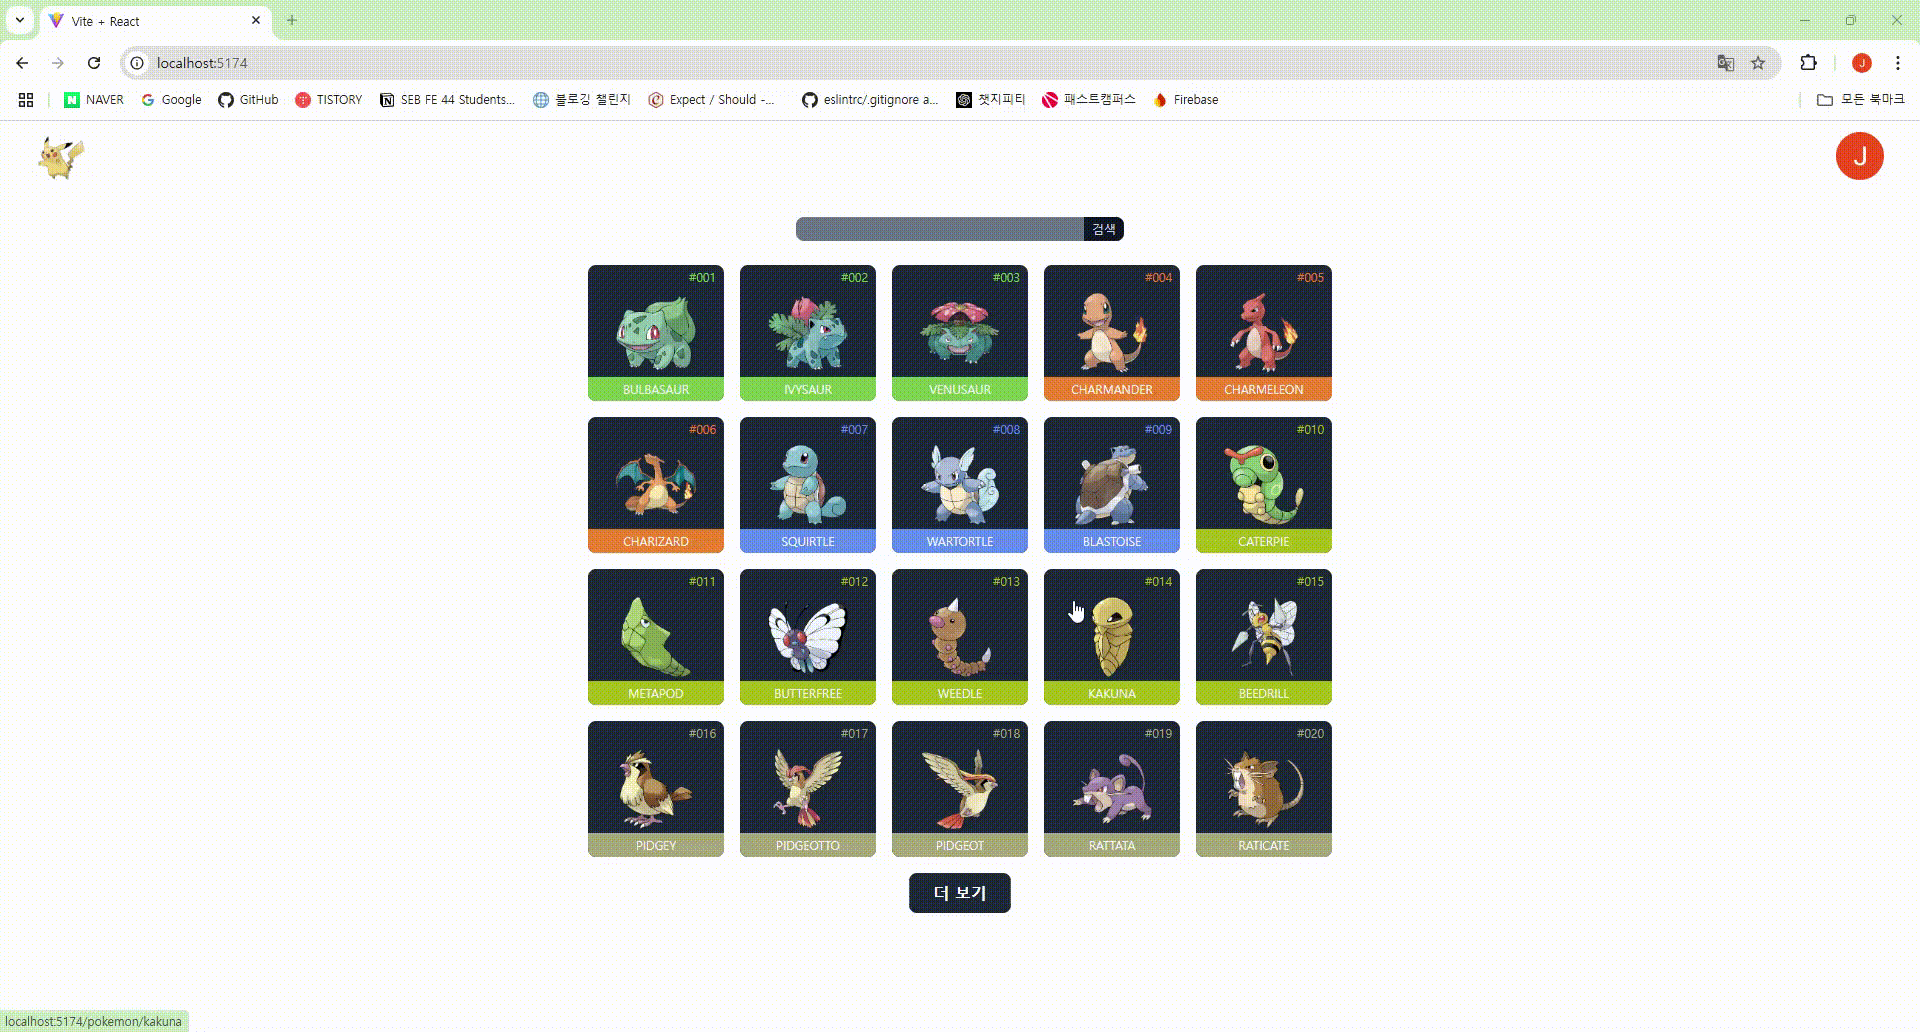 Vite + React
localhost:5174
J
NAVER
Google
GitHub
TISTORY
SEB FE 44 Students...
블로깅 챌린지
Expect / Should -...
eslintrc/.gitignore a...
챗지피티
패스트캠퍼스
Firebase
모든 북마크
J
검색
#001
#002
#003
#004
#005
BULBASAUR
IVYSAUR
VENUSAUR
CHARMANDER
CHARMELEON
#006
#007
#008
#009
#010
CHARIZARD
SQUIRTLE
WARTORTLE
BLASTOISE
CATERPIE
#011
#012
#013
#014
#015
METAPOD
BUTTERFREE
WEEDLE
KAKUNA
BEEDRILL
#016
#017
#018
#019
#020
PIDGEY
PIDGEOTTO
PIDGEOT
RATTATA
RATICATE
더 보기
localhost:5174/pokemon/kakuna